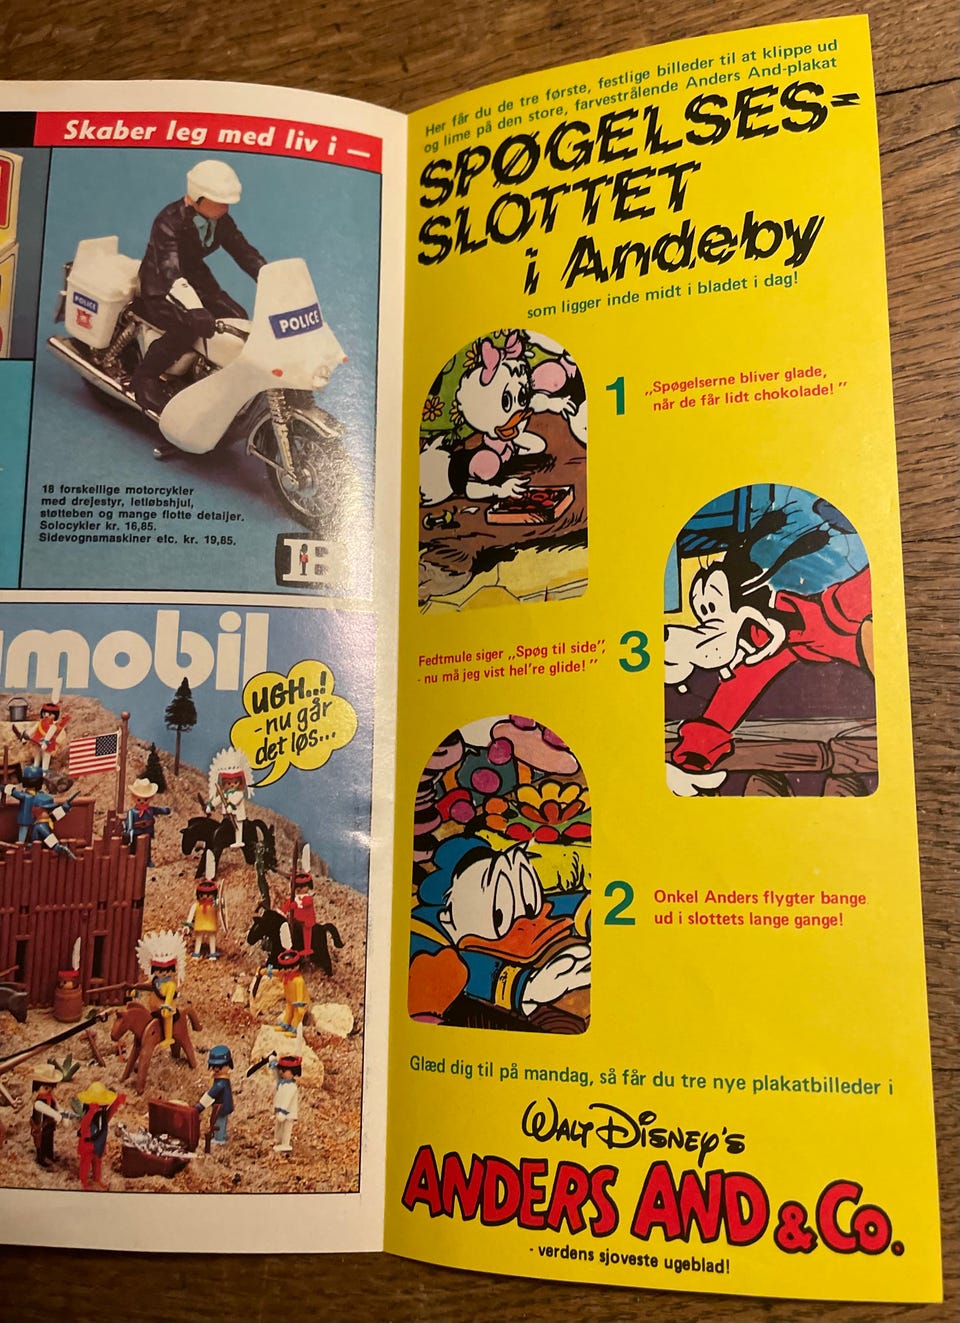 Skaber leg med liv i —
POLICE
POLICE
18 forskellige motorcykler
med drejestyr, letløbshjul,
støtteben og mange flotte detaljer.
Solocykler kr. 16,85.
Sidevognsmaskiner etc. kr. 19,85.
B
mobil
UGH..!
- nu går
det løs...
Her får du de tre første, festlige billeder til at klippe ud
og lime på den store, farvestrålende Anders And-plakat
SPØGELSES-
SLOTTET
i Andeby
som ligger inde midt i bladet i dag!
1
„Spøgelserne bliver glade,
når de får lidt chokolade!"
Fedtmule siger „Spøg til side",
- nu må jeg vist hel're glide!"
3
2
Onkel Anders flygter bange
ud i slottets lange gange!
Glæd dig til på mandag, så får du tre nye plakatbilleder i
WALT DISNEY'S
ANDERS AND & Co.
- verdens sjoveste ugeblad!